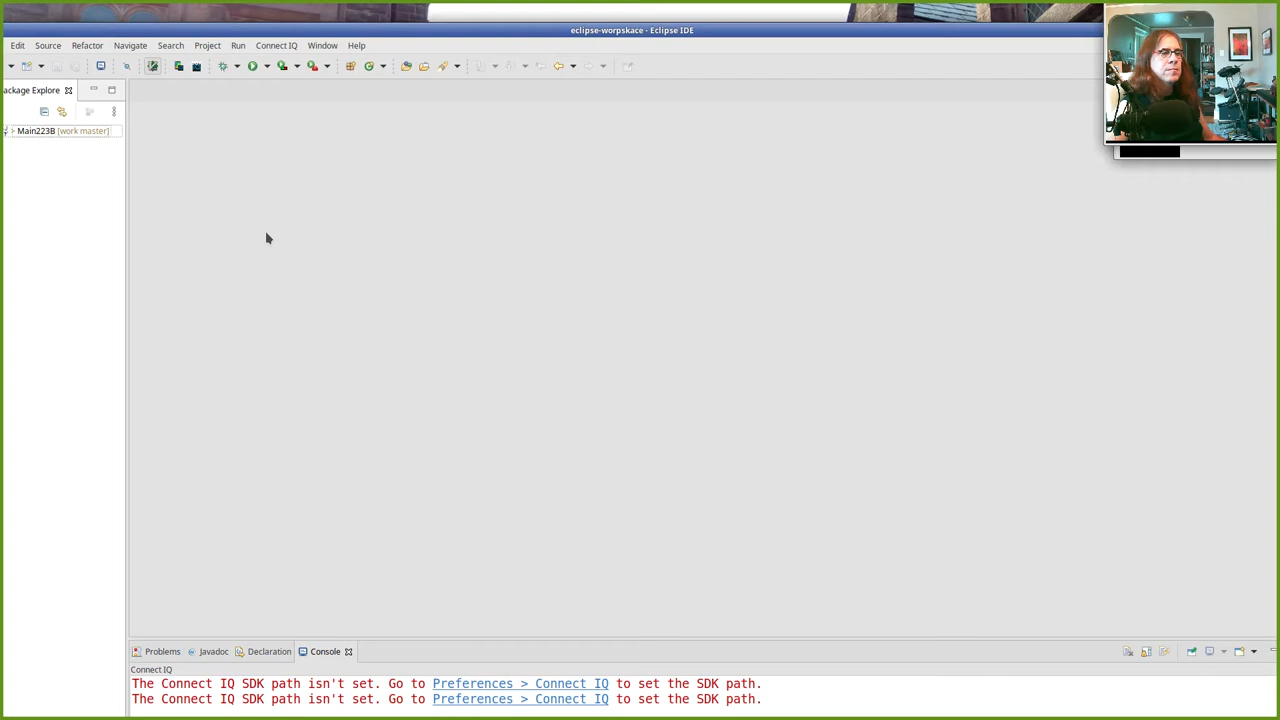 eclipse-worpskace - Eclipse IDE
Edit Source Refactor Navigate Search Project Run Connect IQ Window Help
ackage Explore
Main223B [work master]
Problems Javadoc Declaration Console
Connect IQ
The Connect IQ SDK path isn't set. Go to Preferences > Connect IQ to set the SDK path.
The Connect IQ SDK path isn't set. Go to Preferences > Connect IQ to set the SDK path.